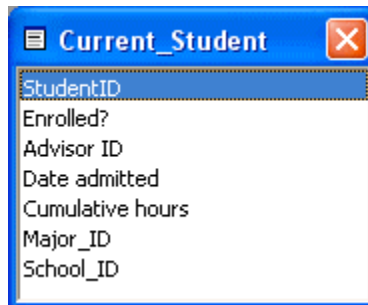 Current_Student
StudentID
Enrolled?
Advisor ID
Date admitted
Cumulative hours
Major_ID
School_ID